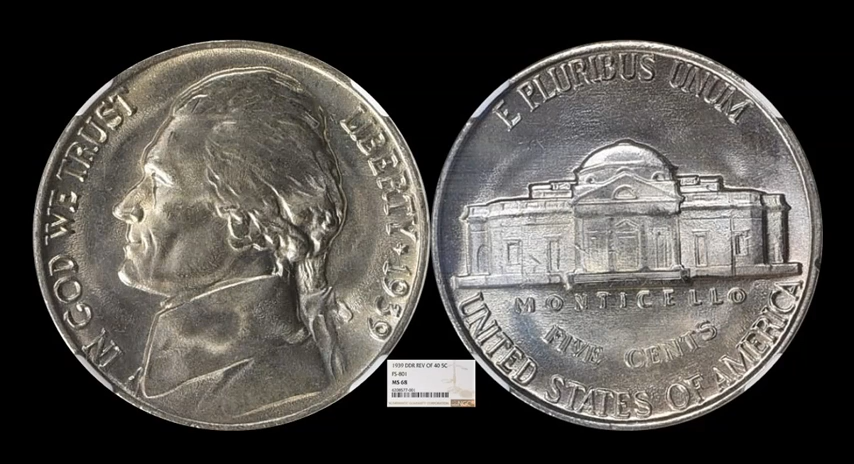 IN GOD WE TRUST
LIBERTY ★ 1939
E PLURIBUS UNUM
MONTICELLO
FIVE CENTS
UNITED STATES OF AMERICA
1939 DDR REV OF 40 5C
FS-801
MS 68